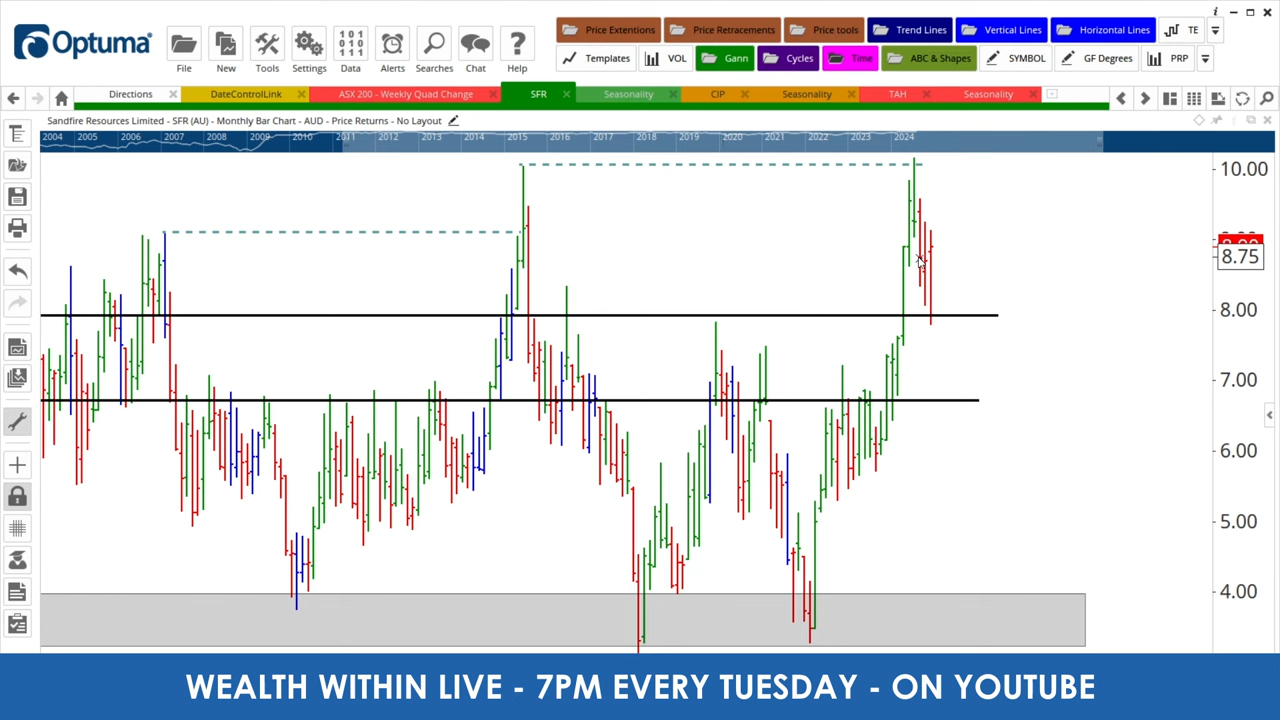 Optuma
File
New
Tools
Settings
Data
Alerts
Searches
Chat
Help
Price Extentions
Price Retracements
Price tools
Trend Lines
Vertical Lines
Horizontal Lines
TE
Templates
VOL
Gann
Cycles
Time
ABC & Shapes
SYMBOL
GF Degrees
PRP
Directions
DateControlLink
ASX 200 - Weekly Quad Change
SFR
Seasonality
CIP
Seasonality
TAH
Seasonality
Sandfire Resources Limited - SFR (AU) - Monthly Bar Chart - AUD - Price Returns - No Layout
2004 2005 2006 2007 2008 2009 2010 2011 2012 2013 2014 2015 2016 2017 2018 2019 2020 2021 2022 2023 2024
10.00
8.75
8.00
7.00
6.00
5.00
4.00
WEALTH WITHIN LIVE - 7PM EVERY TUESDAY - ON YOUTUBE